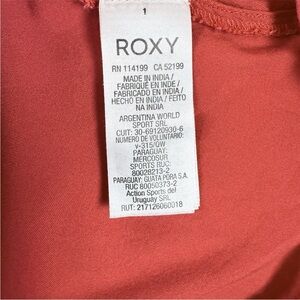 1
ROXY
RN 114199 CA 52199
MADE IN INDIA /
FABRIQUÉ EN INDE /
FABRICADO EN INDIA /
HECHO EN INDIA / FEITO
NA INDIA
ARGENTINA WORLD
SPORT SRL
CUIT: 30-69120930-6
NUMERO DE VOLUNTARIO:
v-315/GW
PARAGUAY:
MERCOSUR
SPORTS RUC:
80028213-2
PARAGUAY: GUATA PORA S.A.
RUC 80050373-2
Action Sports del
Uruguay SRL
RUT: 217126060018